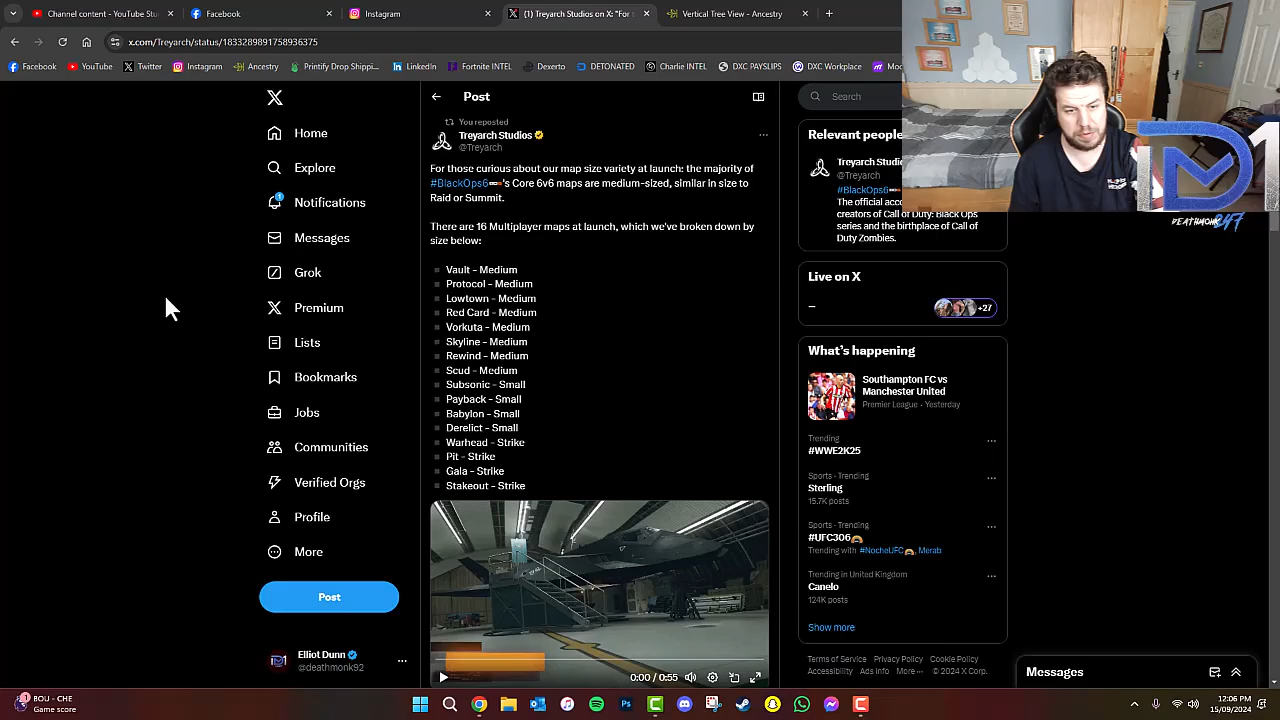 Channel content - YouTube Stud
Facebook
Instagram
(1) Treyarch Studios on X: "For s
Vertical Tree View - Ancestry
Facebook
YouTube
Twitter
Instagram
Ancestry
Printify Drop Shippi...
LinkedIn
Fortnite INTEL
Dexerto
DETONATED
Charlie INTEL
DXC PAYSLIPS
DXC Workplace
Post
Search
You reposted
Treyarch Studios
@Treyarch
For those curious about our map size variety at launch: the majority of
#BlackOps6's Core 6v6 maps are medium-sized, similar in size to
Raid or Summit.
There are 16 Multiplayer maps at launch, which we've broken down by
size below:
Vault - Medium
Protocol - Medium
Lowtown - Medium
Red Card - Medium
Vorkuta - Medium
Skyline - Medium
Rewind - Medium
Scud - Medium
Subsonic - Small
Payback - Small
Babylon - Small
Derelict - Small
Warhead - Strike
Pit - Strike
Gala - Strike
Stakeout - Strike
0:00 / 0:55
Home
Explore
1
Notifications
Messages
Grok
Premium
Lists
Bookmarks
Jobs
Communities
Verified Orgs
Profile
More
Post
Elliot Dunn
@deathmonk92
Relevant people
Treyarch Studio
@Treyarch
#BlackOps6
The official acco
creators of Call of Duty: Black Ops
series and the birthplace of Call of
Duty Zombies.
Live on X
+27
What's happening
Southampton FC vs
Manchester United
Premier League · Yesterday
Trending
#WWE2K25
Sports · Trending
Sterling
15.7K posts
Sports · Trending
#UFC306
Trending with #NocheUFC, Merab
Trending in United Kingdom
Canelo
124K posts
Show more
Terms of Service Privacy Policy Cookie Policy
Accessibility Ads info More ··· © 2024 X Corp.
Messages
1
BOU - CHE
Game score
12:06 PM
15/09/2024